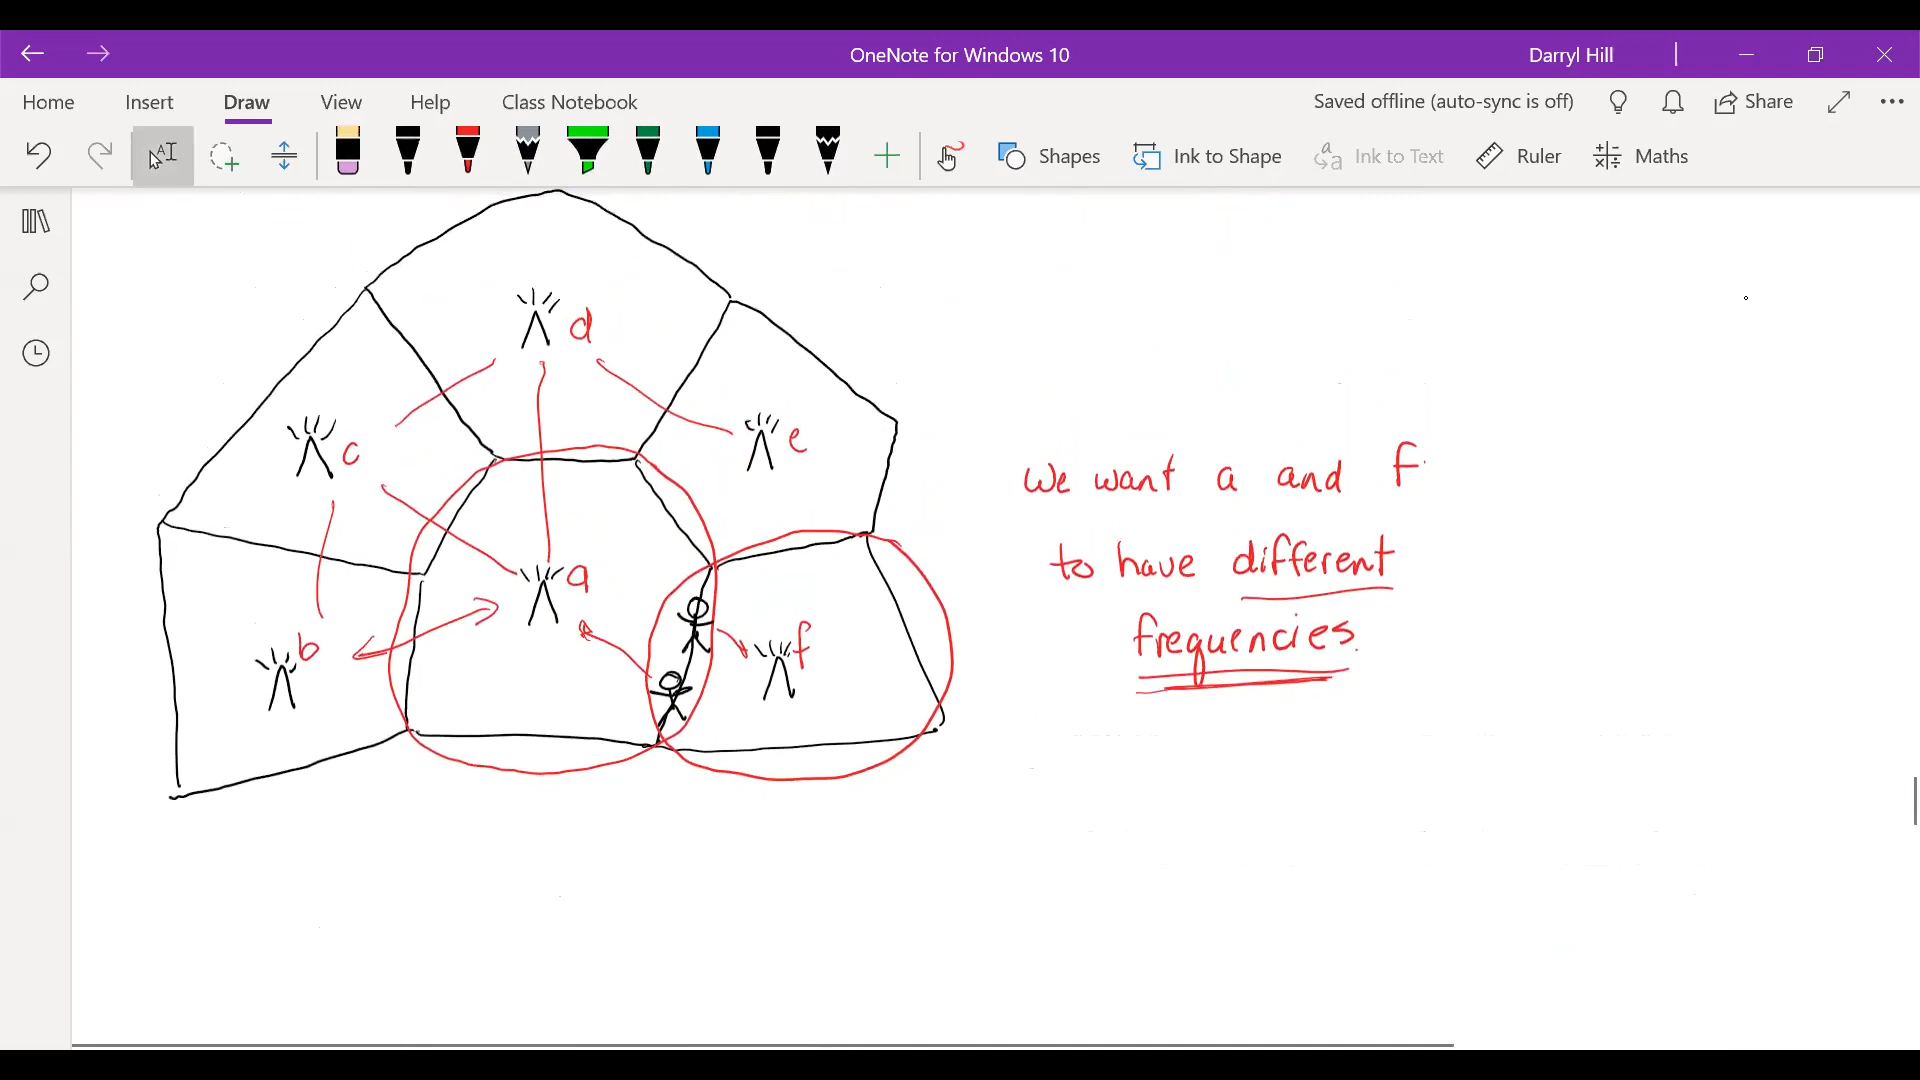 OneNote for Windows 10
Darryl Hill
Home Insert Draw View Help Class Notebook
Saved offline (auto-sync is off) Share
Shapes Ink to Shape Ink to Text Ruler Maths
d
c
e
a
b
f
We want a and f
to have different
frequencies.